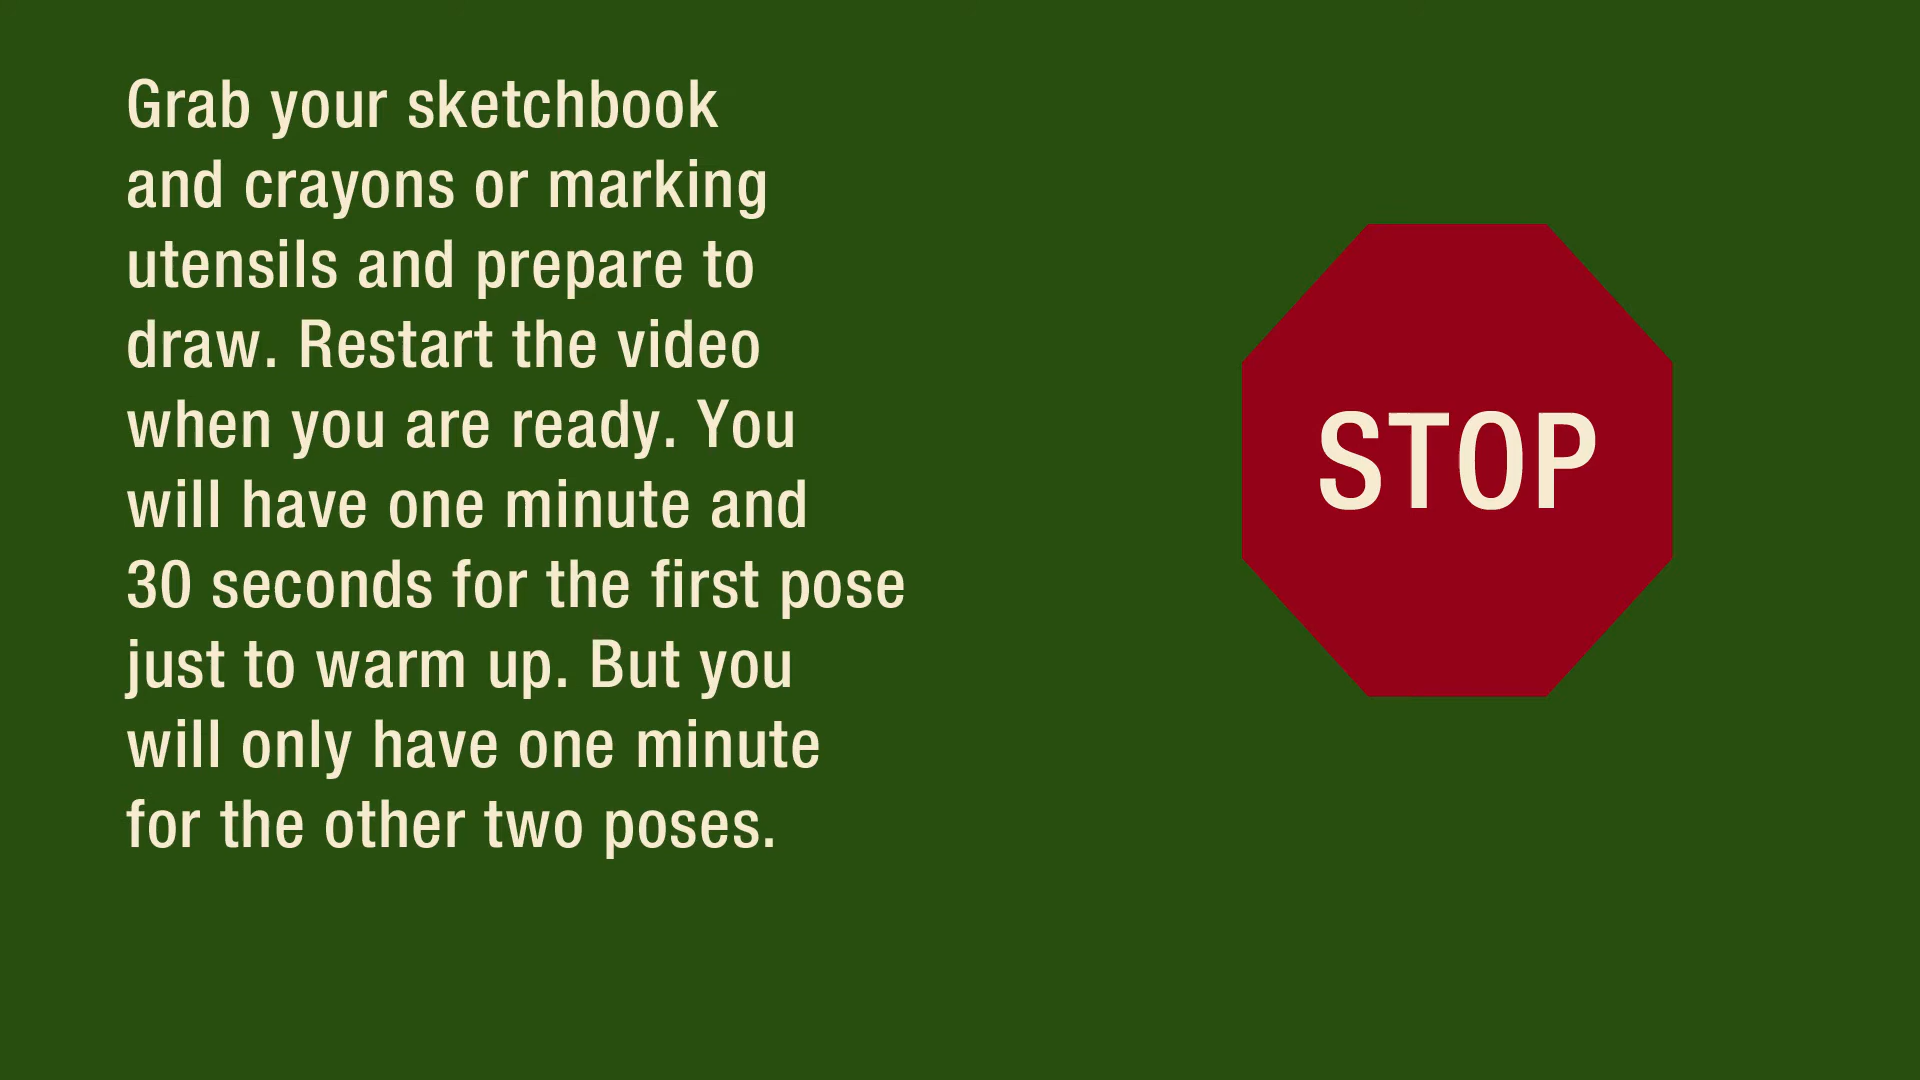 Grab your sketchbook
and crayons or marking
utensils and prepare to
draw. Restart the video
when you are ready. You
will have one minute and
30 seconds for the first pose
just to warm up. But you
will only have one minute
for the other two poses.
STOP